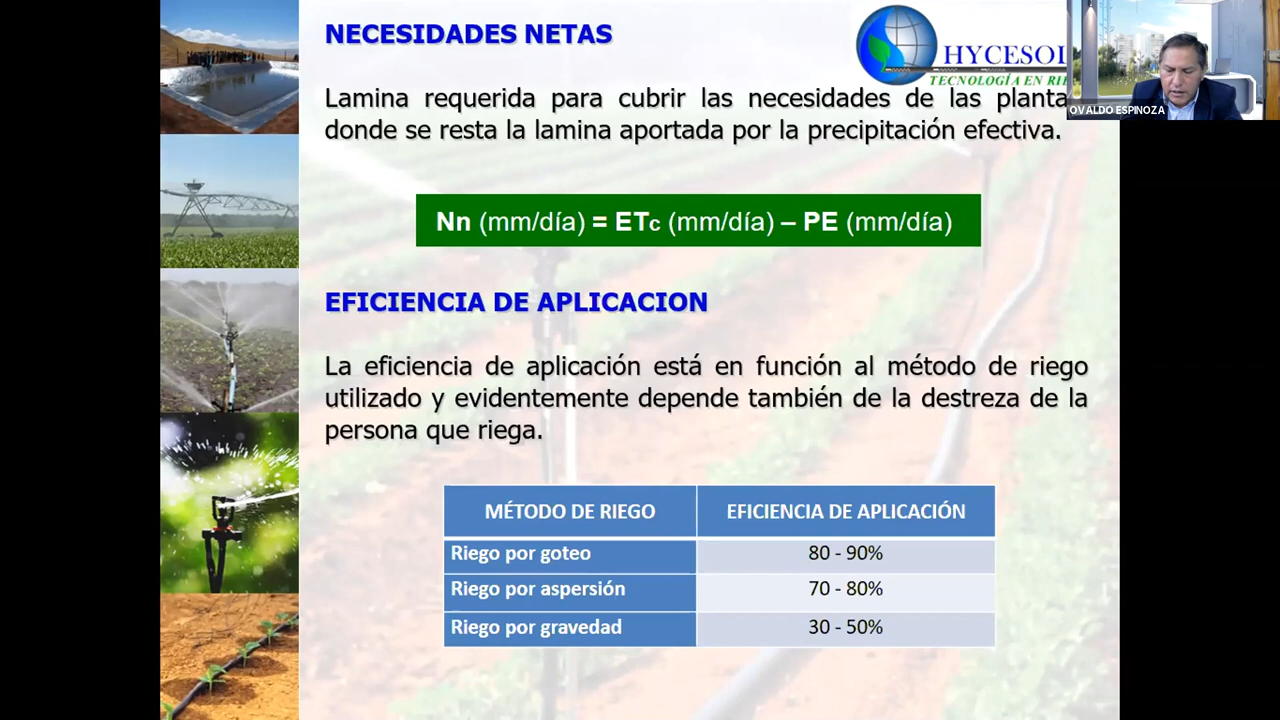 NECESIDADES NETAS
HYCESOL
TECNOLOGÍA EN RIE
OVALDO ESPINOZA
Lamina requerida para cubrir las necesidades de las planta
donde se resta la lamina aportada por la precipitación efectiva.
Nn (mm/día) = ETc (mm/día) – PE (mm/día)
EFICIENCIA DE APLICACION
La eficiencia de aplicación está en función al método de riego
utilizado y evidentemente depende también de la destreza de la
persona que riega.
MÉTODO DE RIEGO EFICIENCIA DE APLICACIÓN
Riego por goteo 80 - 90%
Riego por aspersión 70 - 80%
Riego por gravedad 30 - 50%